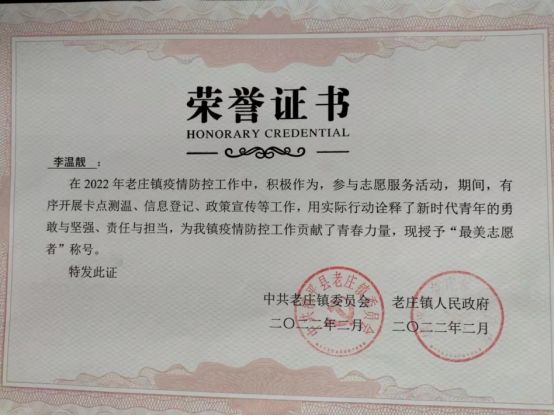 荣誉证书
HONORARY CREDENTIAL
李温靓：
在2022年老庄镇疫情防控工作中，积极作为，参与志愿服务活动，期间，有
序开展卡点测温、信息登记、政策宣传等工作，用实际行动诠释了新时代青年的勇
敢与坚强、责任与担当，为我镇疫情防控工作贡献了青春力量，现授予“最美志愿
者”称号。
特发此证
中共老庄镇委员会 老庄镇人民政府
二〇二二年二月 二〇二二年二月